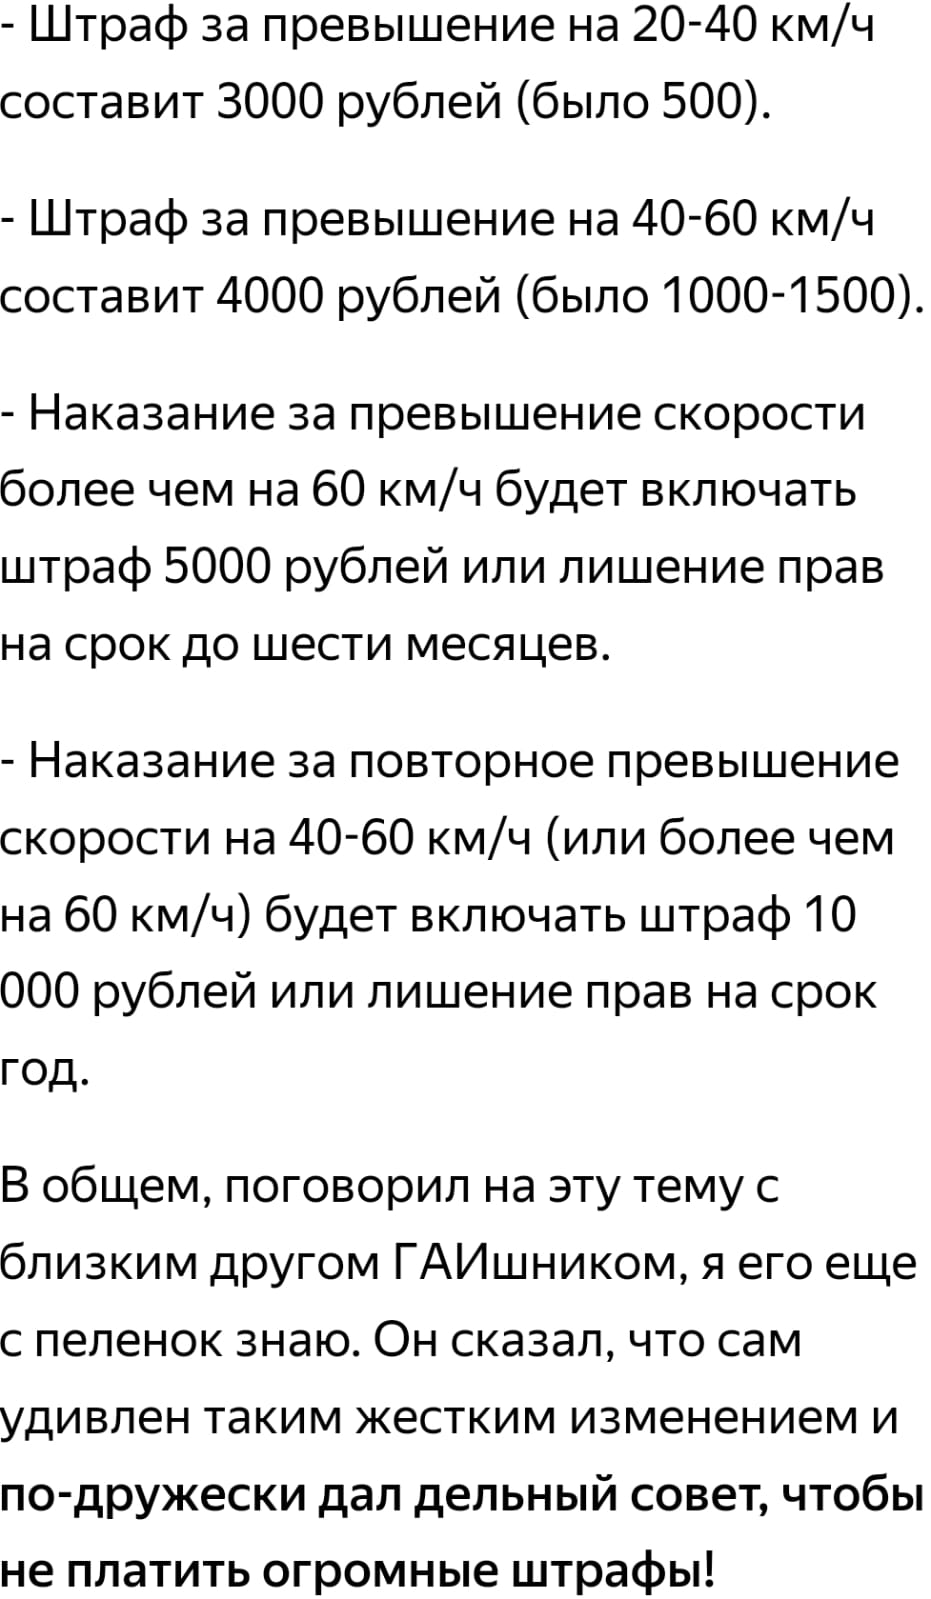 - Штраф за превышение на 20-40 км/ч
составит 3000 рублей (было 500).
- Штраф за превышение на 40-60 км/ч
составит 4000 рублей (было 1000-1500).
- Наказание за превышение скорости
более чем на 60 км/ч будет включать
штраф 5000 рублей или лишение прав
на срок до шести месяцев.
- Наказание за повторное превышение
скорости на 40-60 км/ч (или более чем
на 60 км/ч) будет включать штраф 10
000 рублей или лишение прав на срок
год.
В общем, поговорил на эту тему с
близким другом ГАИшником, я его еще
с пеленок знаю. Он сказал, что сам
удивлен таким жестким изменением и
по-дружески дал дельный совет, чтобы
не платить огромные штрафы!